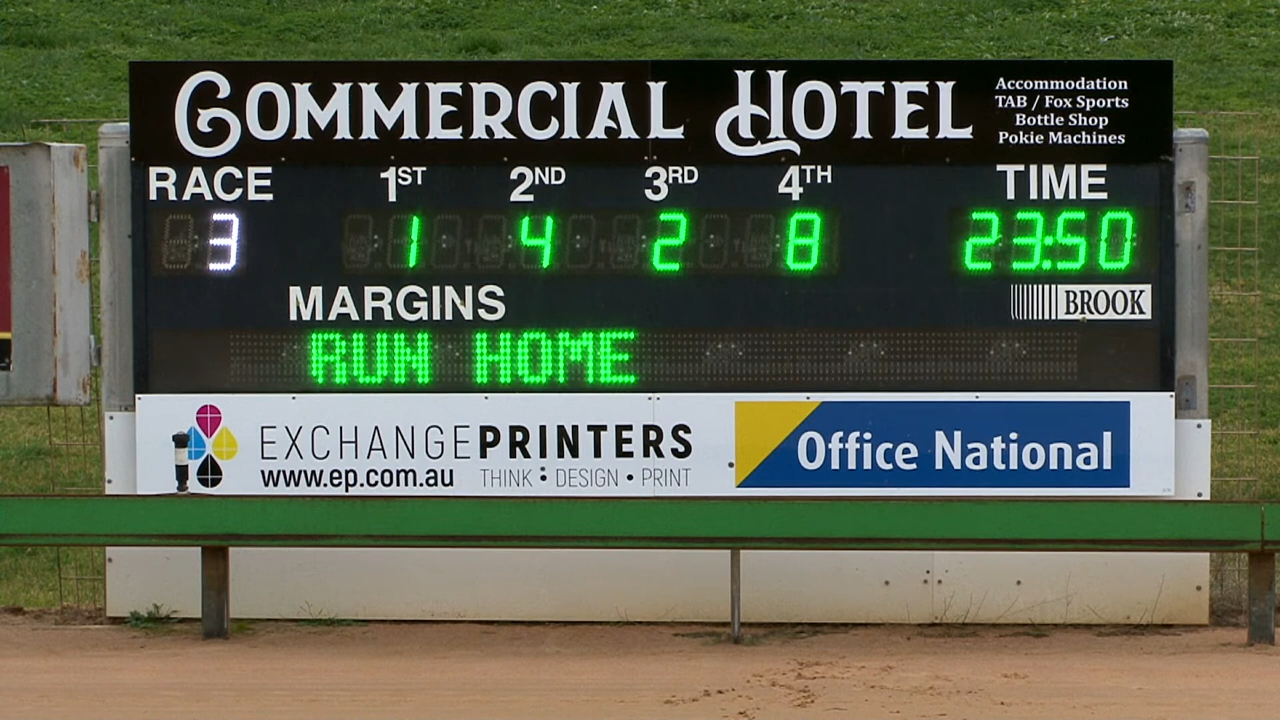 COMMERCIAL HOTEL
Accommodation
TAB / Fox Sports
Bottle Shop
Pokie Machines
RACE 1ST 2ND 3RD 4TH TIME
3 1 4 2 8 23:50
MARGINS
BROOK
RUN HOME
EXCHANGEPRINTERS
www.ep.com.au THINK • DESIGN • PRINT
Office National